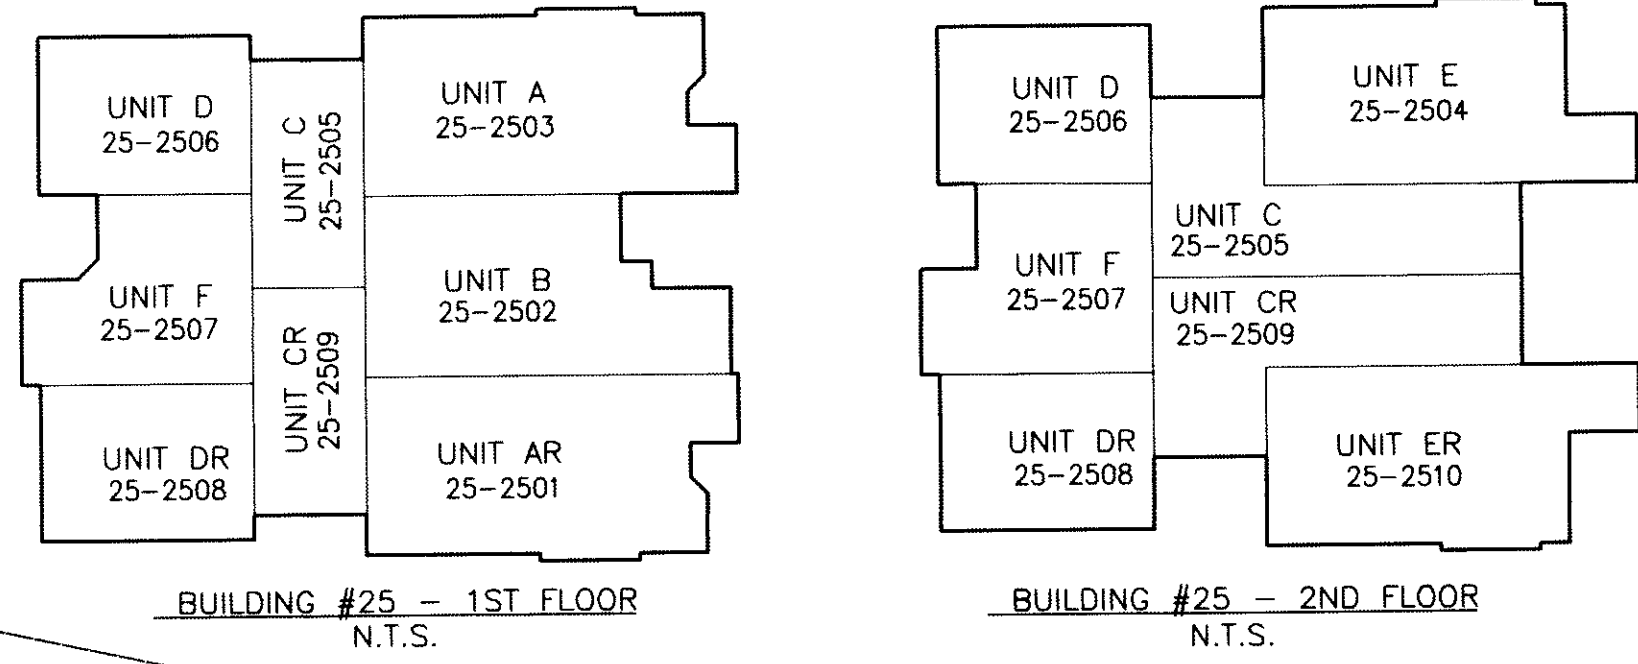 UNIT D
25-2506
UNIT C
25-2505
UNIT A
25-2503
UNIT F
25-2507
UNIT B
25-2502
UNIT CR
25-2509
UNIT DR
25-2508
UNIT AR
25-2501
BUILDING #25 - 1ST FLOOR
N.T.S.
UNIT D
25-2506
UNIT E
25-2504
UNIT C
25-2505
UNIT F
25-2507
UNIT CR
25-2509
UNIT DR
25-2508
UNIT ER
25-2510
BUILDING #25 - 2ND FLOOR
N.T.S.